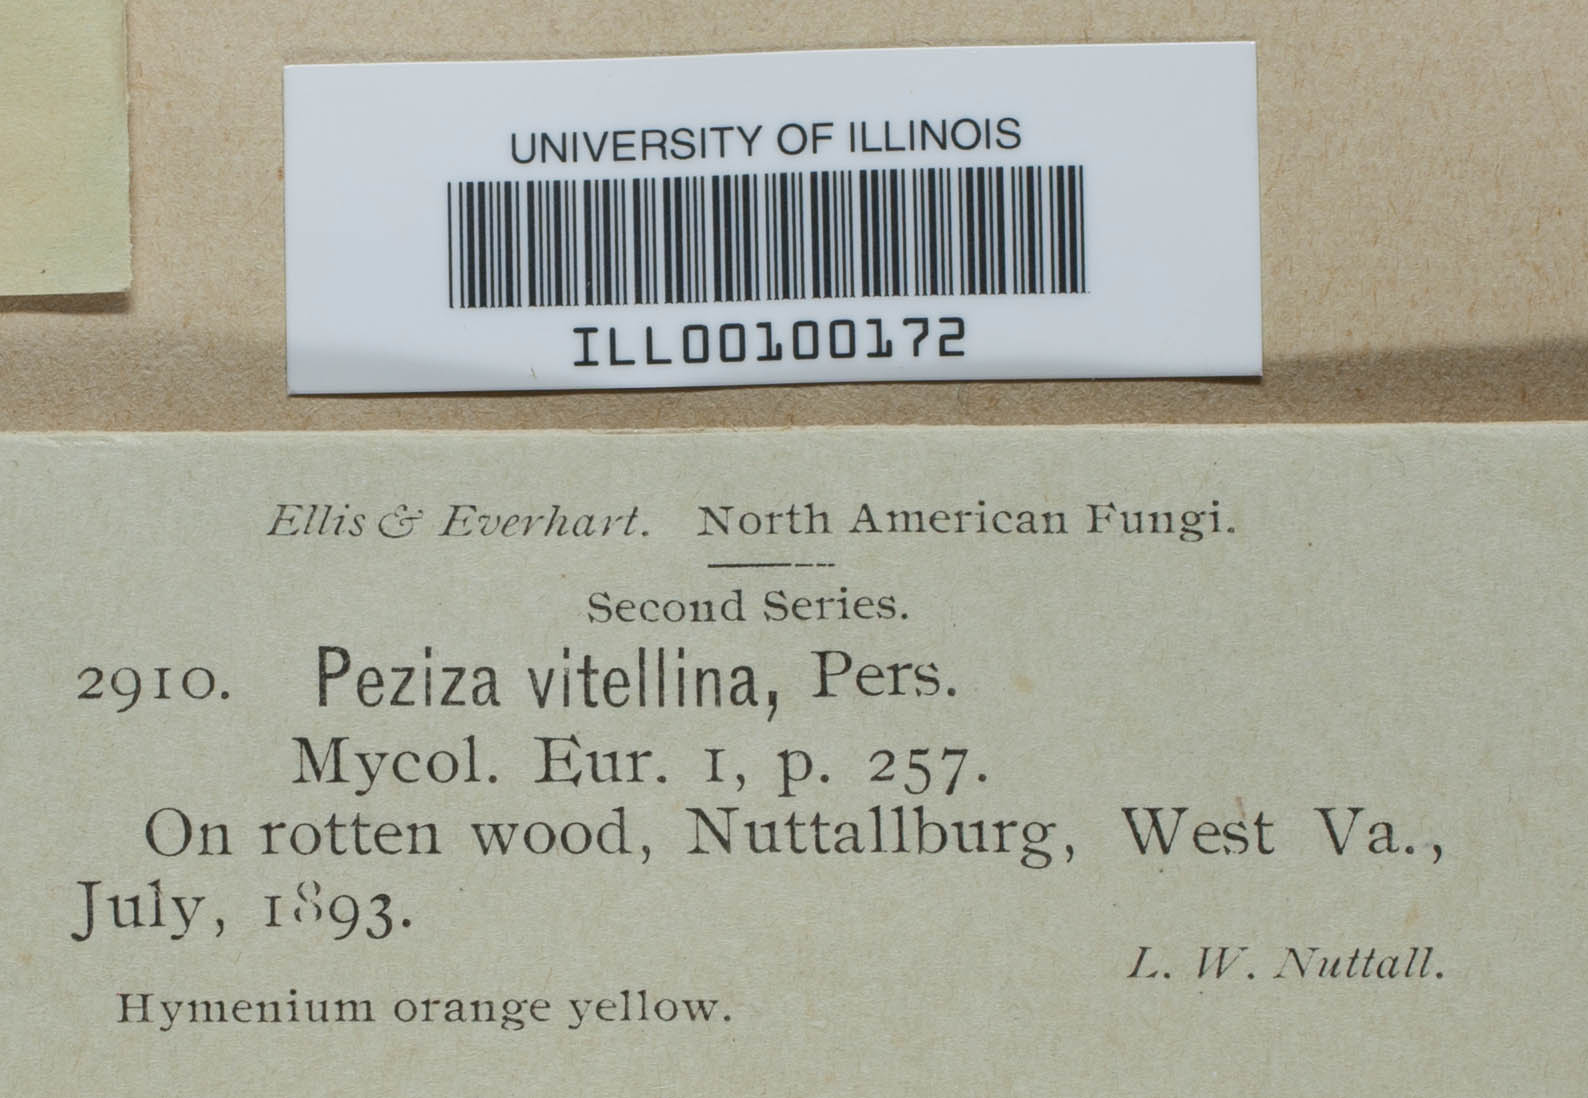 UNIVERSITY OF ILLINOIS
ILL00100172
Ellis & Everhart. North American Fungi.
Second Series.
2910. Peziza vitellina, Pers.
Mycol. Eur. 1, p. 257.
On rotten wood, Nuttallburg, West Va.,
July, 1893.
L. W. Nuttall.
Hymenium orange yellow.